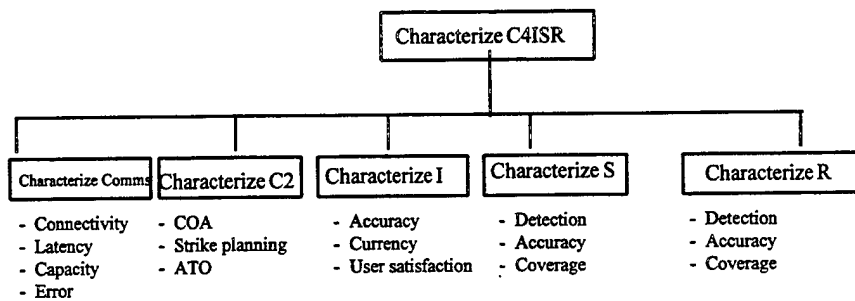 Characterize C4ISR
Characterize Comms
Characterize C2
Characterize I
Characterize S
Characterize R
- Connectivity
- Latency
- Capacity
- Error
- COA
- Strike planning
- ATO
- Accuracy
- Currency
- User satisfaction
- Detection
- Accuracy
- Coverage
- Detection
- Accuracy
- Coverage